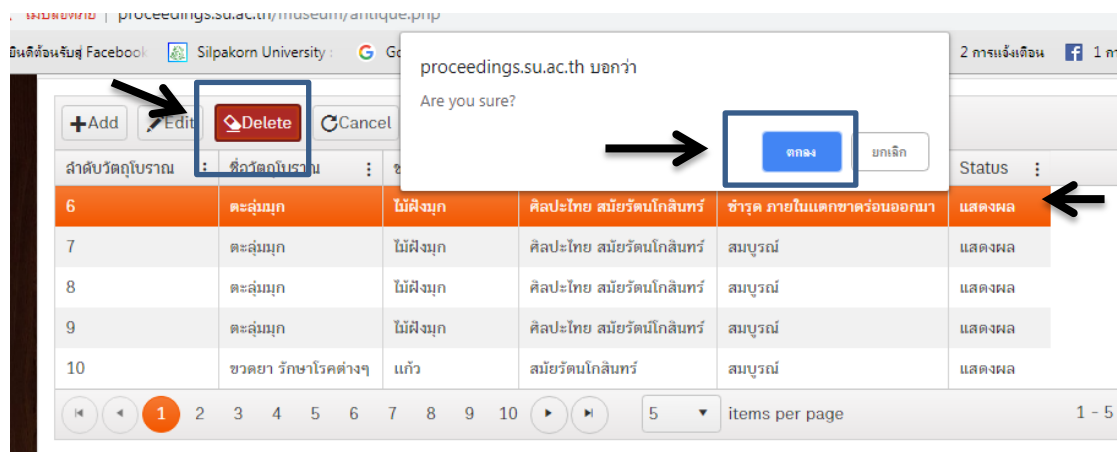 proceedings.su.ac.th/museum/antique.php
Facebook
Silpakorn University :
G
2 การแจ้งเตือน
proceedings.su.ac.th บอกว่า
Are you sure?
ตกลง ยกเลิก
Add Edit Delete Cancel
ลำดับวัตถุโบราณ ชื่อวัตถุโบราณ Status
6 ตะลุ่มมุก ไม้ฝังมุก ศิลปะไทย สมัยรัตนโกสินทร์ ชำรุด ภายในแตกขาดร่อนออกมา แสดงผล
7 ตะลุ่มมุก ไม้ฝังมุก ศิลปะไทย สมัยรัตนโกสินทร์ สมบูรณ์ แสดงผล
8 ตะลุ่มมุก ไม้ฝังมุก ศิลปะไทย สมัยรัตนโกสินทร์ สมบูรณ์ แสดงผล
9 ตะลุ่มมุก ไม้ฝังมุก ศิลปะไทย สมัยรัตนโกสินทร์ สมบูรณ์ แสดงผล
10 ขวดยา รักษาโรคต่างๆ แก้ว สมัยรัตนโกสินทร์ สมบูรณ์ แสดงผล
1 2 3 4 5 6 7 8 9 10 5 items per page 1 - 5